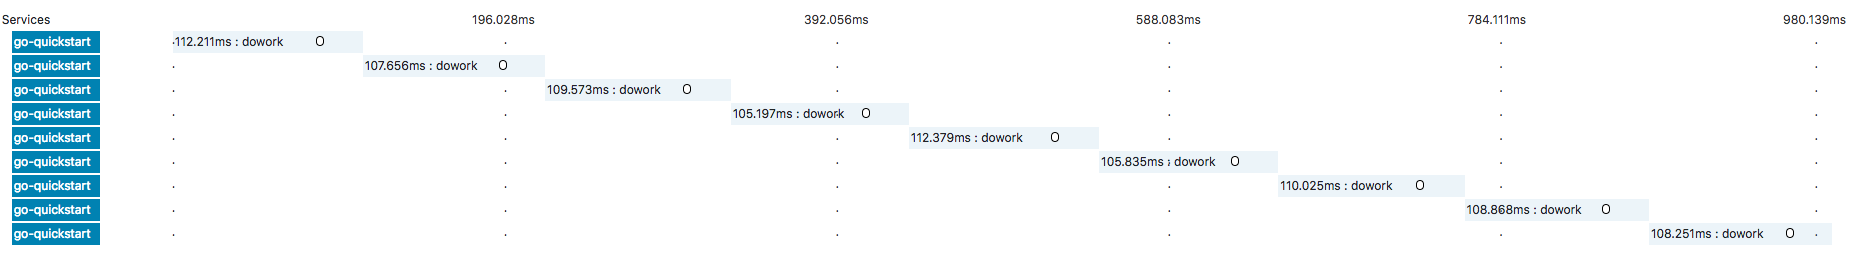 Services 196.028ms 392.056ms 588.083ms 784.111ms 980.139ms
go-quickstart 112.211ms : dowork O
go-quickstart 107.656ms : dowork O
go-quickstart 109.573ms : dowork O
go-quickstart 105.197ms : dowork O
go-quickstart 112.379ms : dowork O
go-quickstart 105.835ms : dowork O
go-quickstart 110.025ms : dowork O
go-quickstart 108.868ms : dowork O
go-quickstart 108.251ms : dowork O